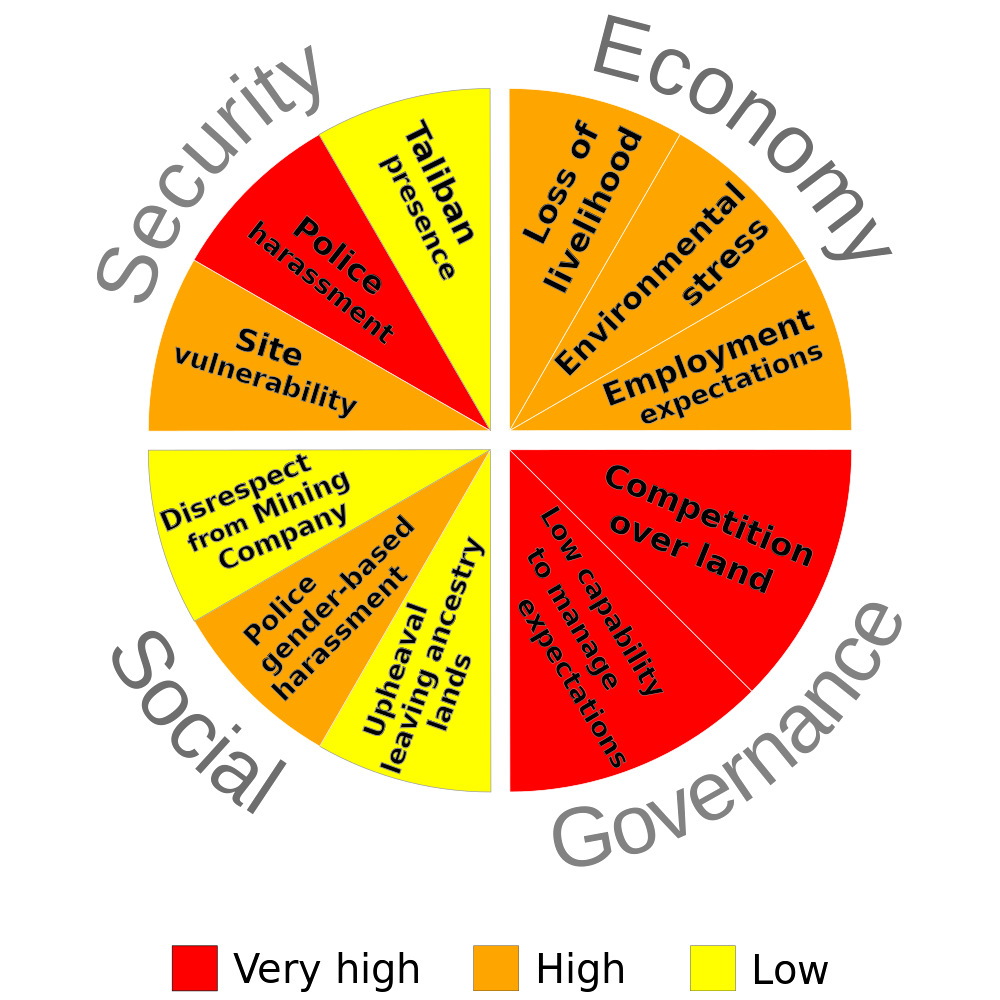 Security
Economy
Taliban
presence
Police
harassment
Site
vulnerability
Loss of
livelihood
Environmental
stress
Employment
expectations
Disrespect
from Mining
Company
Police
gender-based
harassment
Upheaval
leaving ancestry
lands
Competition
over land
Low capability
to manage
expectations
Social
Governance
Very high
High
Low